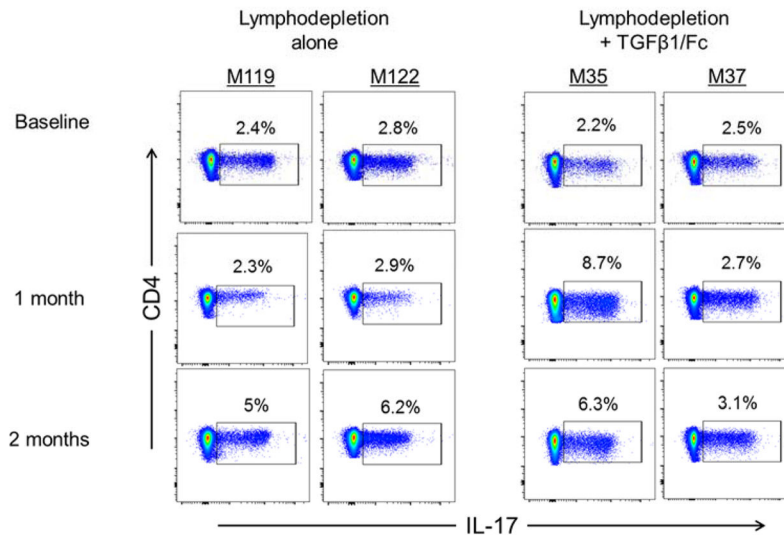 Lymphodepletion
alone
Lymphodepletion
+ TGFβ1/Fc
M119
M122
M35
M37
Baseline
2.4%
2.8%
2.2%
2.5%
1 month
2.3%
2.9%
8.7%
2.7%
2 months
5%
6.2%
6.3%
3.1%
CD4
IL-17